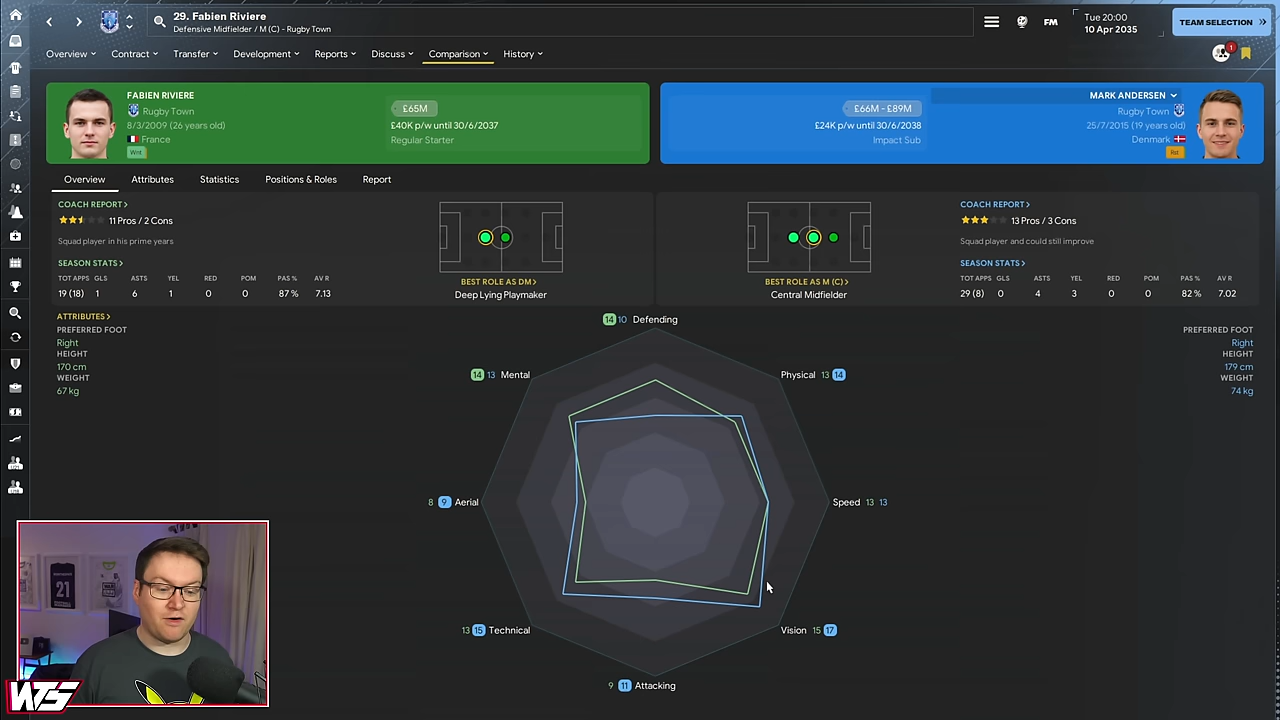 29. Fabien Riviere
Defensive Midfielder / M (C) - Rugby Town
FM
Tue 20:00
10 Apr 2035
TEAM SELECTION
Overview Contract Transfer Development Reports Discuss Comparison History
1
FABIEN RIVIERE
Rugby Town
8/3/2009 (26 years old)
France
Wnt
£65M
£40K p/w until 30/6/2037
Regular Starter
£66M - £89M
£24K p/w until 30/6/2038
Impact Sub
MARK ANDERSEN
Rugby Town
25/7/2015 (19 years old)
Denmark
Rst
Overview Attributes Statistics Positions & Roles Report
COACH REPORT >
11 Pros / 2 Cons
Squad player in his prime years
SEASON STATS >
TOT APPS GLS ASTS YEL RED POM PAS % AV R
19 (18) 1 6 1 0 0 87 % 7.13
BEST ROLE AS DM >
Deep Lying Playmaker
BEST ROLE AS M (C) >
Central Midfielder
COACH REPORT >
13 Pros / 3 Cons
Squad player and could still improve
SEASON STATS >
TOT APPS GLS ASTS YEL RED POM PAS % AV R
29 (8) 0 4 3 0 0 82 % 7.02
ATTRIBUTES >
PREFERRED FOOT
Right
HEIGHT
170 cm
WEIGHT
67 kg
14 10 Defending
14 13 Mental
Physical 13 14
8 9 Aerial
Speed 13 13
13 15 Technical
Vision 15 17
9 11 Attacking
PREFERRED FOOT
Right
HEIGHT
179 cm
WEIGHT
74 kg
21
WTS